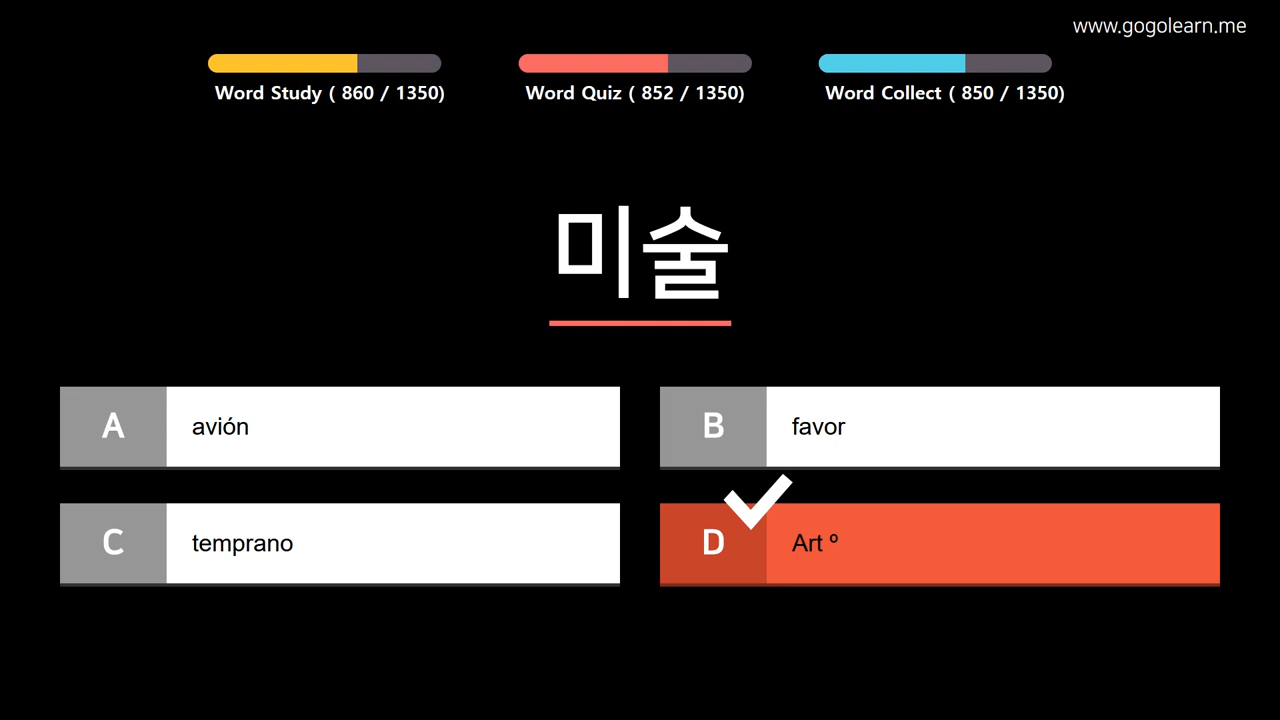 www.gogolearn.me
Word Study ( 860 / 1350)
Word Quiz ( 852 / 1350)
Word Collect ( 850 / 1350)
미술
A
avión
B
favor
C
temprano
D
Art º